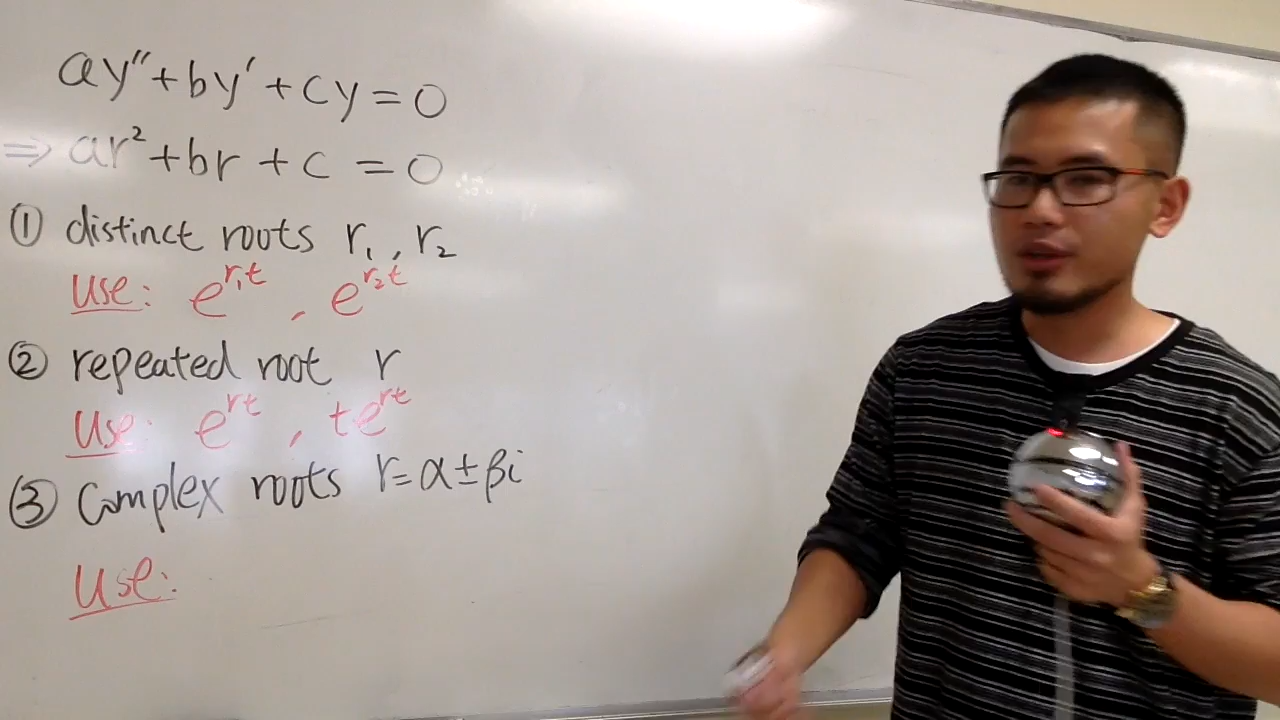 ay″+by′+cy=0
⇒ar²+br+c=0
① distinct roots r₁, r₂
Use: e^{r₁t}, e^{r₂t}
② repeated root r
Use: e^{rt}, te^{rt}
③ Complex roots r=α±βi
Use: